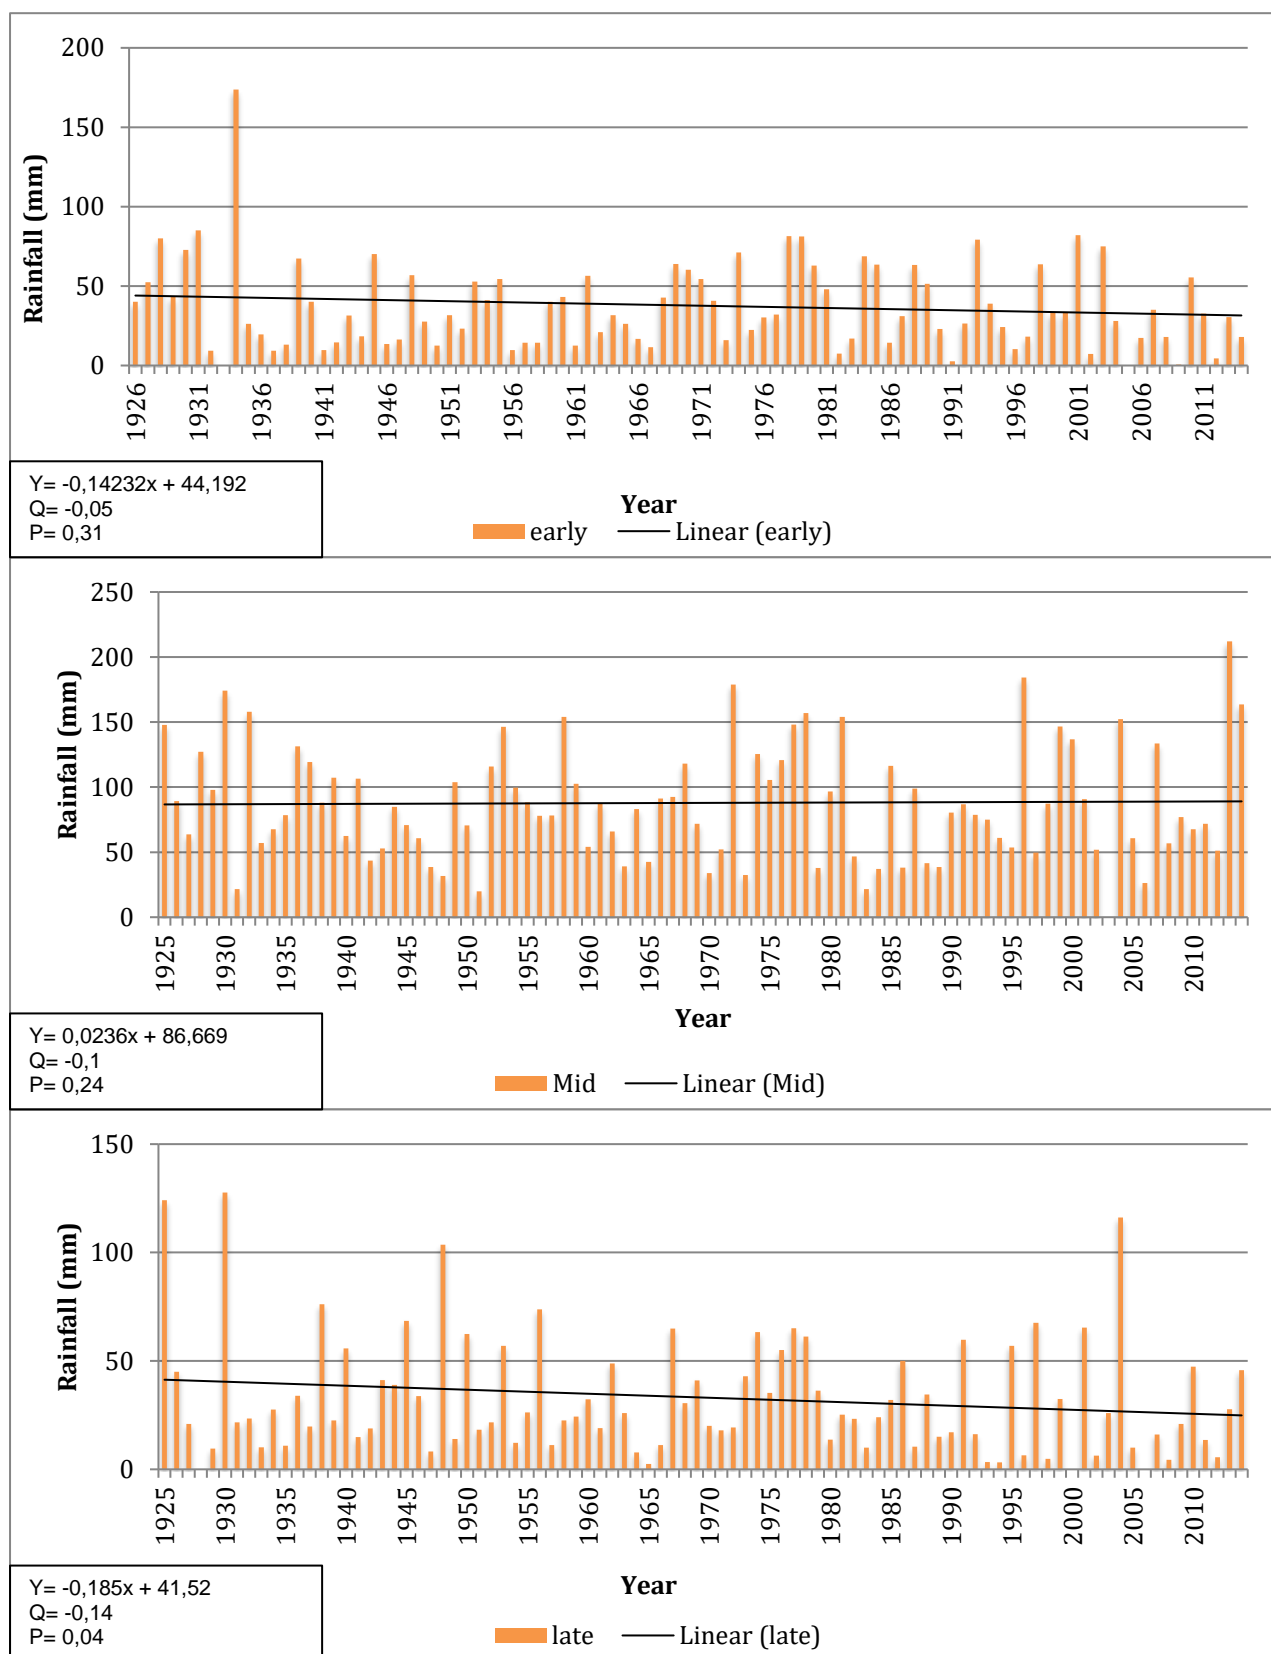 200
150
100
50
0
Rainfall (mm)
1926 1931 1936 1941 1946 1951 1956 1961 1966 1971 1976 1981 1986 1991 1996 2001 2006 2011
Year
Y= -0,14232x + 44,192
Q= -0,05
P= 0,31
early Linear (early)
250
200
150
100
50
0
Rainfall (mm)
1925 1930 1935 1940 1945 1950 1955 1960 1965 1970 1975 1980 1985 1990 1995 2000 2005 2010
Year
Y= 0,0236x + 86,669
Q= -0,1
P= 0,24
Mid Linear (Mid)
150
100
50
0
Rainfall (mm)
1925 1930 1935 1940 1945 1950 1955 1960 1965 1970 1975 1980 1985 1990 1995 2000 2005 2010
Year
Y= -0,185x + 41,52
Q= -0,14
P= 0,04
late Linear (late)